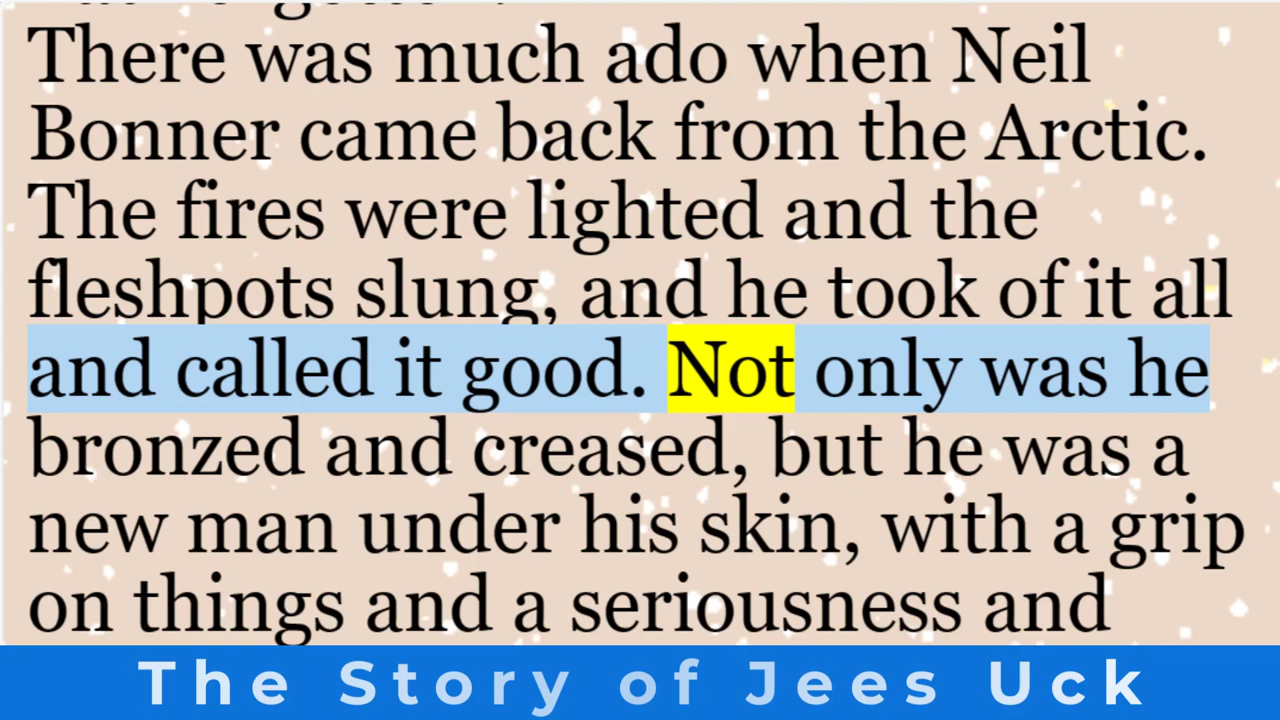 There was much ado when Neil
Bonner came back from the Arctic.
The fires were lighted and the
fleshpots slung, and he took of it all
and called it good. Not only was he
bronzed and creased, but he was a
new man under his skin, with a grip
on things and a seriousness and
The Story of Jees Uck